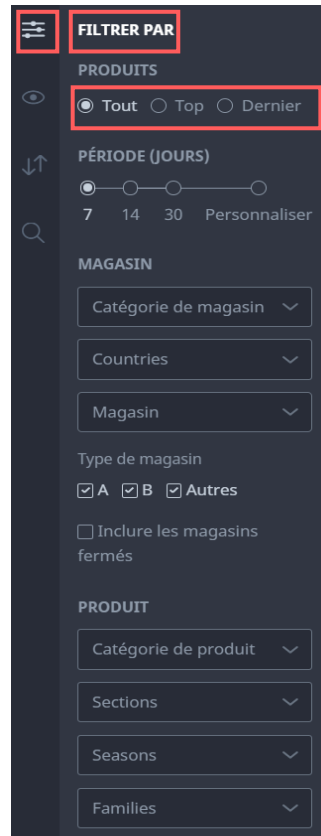 FILTRER PAR
PRODUITS
Tout Top Dernier
PÉRIODE (JOURS)
7 14 30 Personnaliser
MAGASIN
Catégorie de magasin
Countries
Magasin
Type de magasin
A B Autres
Inclure les magasins
fermés
PRODUIT
Catégorie de produit
Sections
Seasons
Families